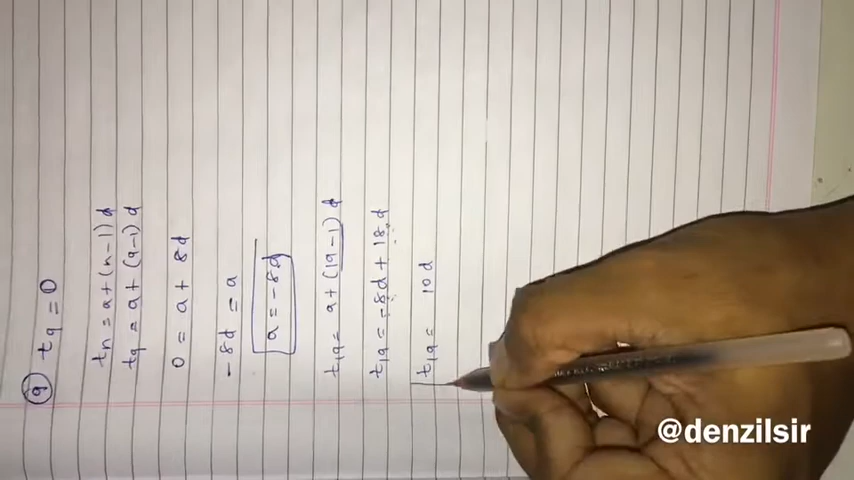 9 t9 = 0
tn = a + (n-1) d
t9 = a + (9-1) d
0 = a + 8d
-8d = a
a = -8d
t19 = a + (19-1) d
t19 = -8d + 18d
t19 = 10d
@denzilsir